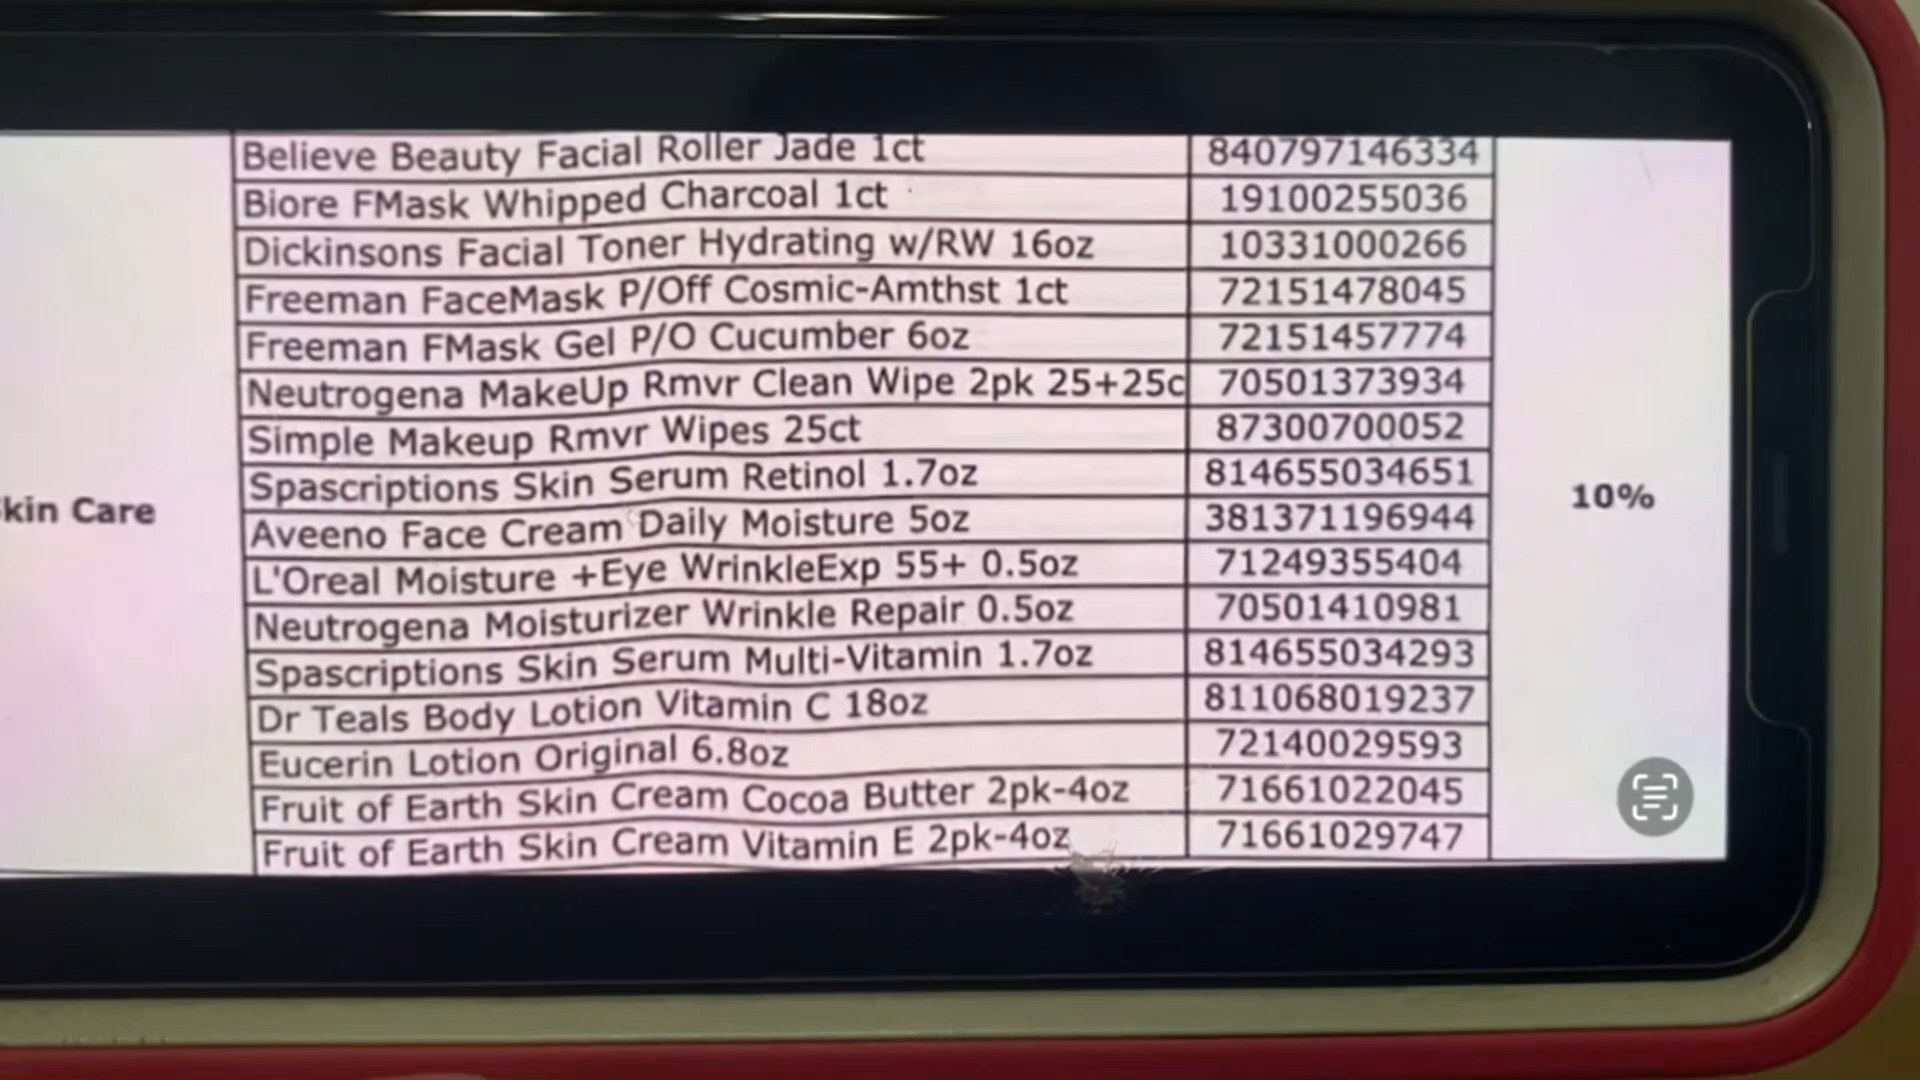 Believe Beauty Facial Roller Jade 1ct 840797146334
Biore FMask Whipped Charcoal 1ct 19100255036
Dickinsons Facial Toner Hydrating w/RW 16oz 10331000266
Freeman FaceMask P/Off Cosmic-Amthst 1ct 72151478045
Freeman FMask Gel P/O Cucumber 6oz 72151457774
Neutrogena MakeUp Rmvr Clean Wipe 2pk 25+25c 70501373934
Simple Makeup Rmvr Wipes 25ct 87300700052
Spascriptions Skin Serum Retinol 1.7oz 814655034651
kin Care
10%
Aveeno Face Cream Daily Moisture 5oz 381371196944
L'Oreal Moisture +Eye WrinkleExp 55+ 0.5oz 71249355404
Neutrogena Moisturizer Wrinkle Repair 0.5oz 70501410981
Spascriptions Skin Serum Multi-Vitamin 1.7oz 814655034293
Dr Teals Body Lotion Vitamin C 18oz 811068019237
Eucerin Lotion Original 6.8oz 72140029593
Fruit of Earth Skin Cream Cocoa Butter 2pk-4oz 71661022045
Fruit of Earth Skin Cream Vitamin E 2pk-4oz 71661029747